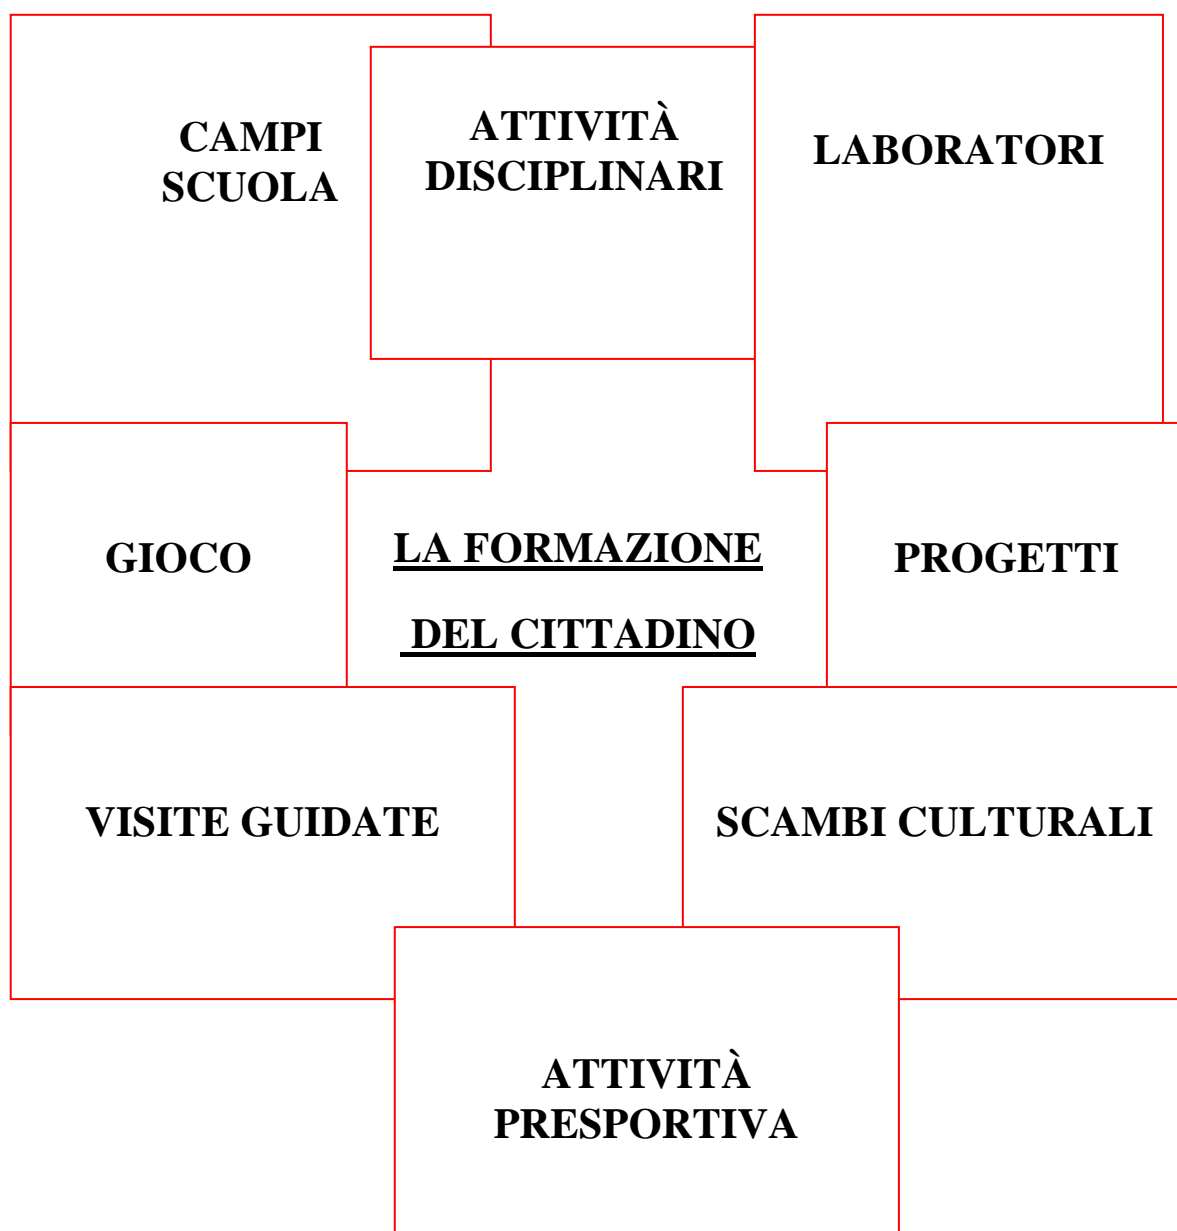 CAMPI
SCUOLA
ATTIVITÀ
DISCIPLINARI
LABORATORI
GIOCO
LA FORMAZIONE
DEL CITTADINO
PROGETTI
VISITE GUIDATE
SCAMBI CULTURALI
ATTIVITÀ
PRESPORTIVA